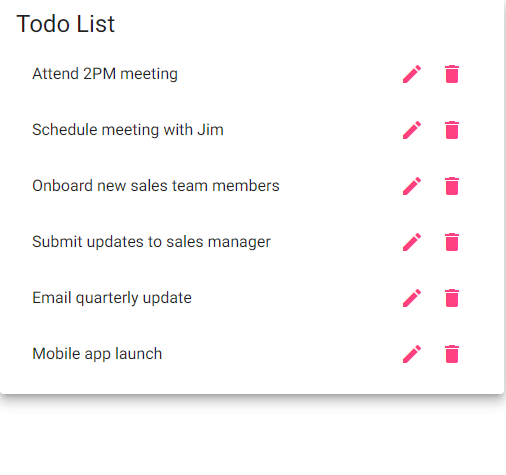 Todo List
Attend 2PM meeting
Schedule meeting with Jim
Onboard new sales team members
Submit updates to sales manager
Email quarterly update
Mobile app launch